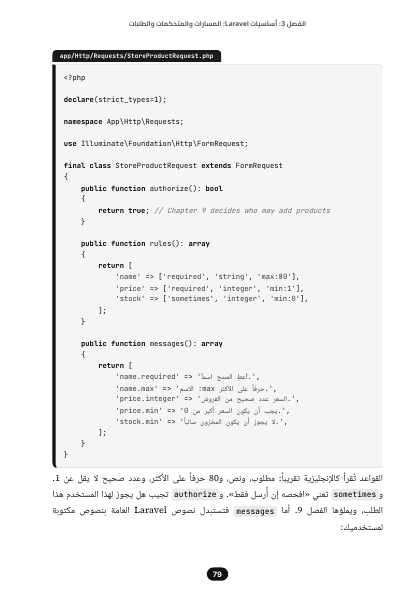 الفصل 3: أساسيات Laravel: المسارات والمتحكمات والطلبات
app/Http/Requests/StoreProductRequest.php
<?php
declare(strict_types=1);
namespace App\Http\Requests;
use Illuminate\Foundation\Http\FormRequest;
final class StoreProductRequest extends FormRequest
{
    public function authorize(): bool
    {
        return true; // Chapter 9 decides who may add products
    }
    public function rules(): array
    {
        return [
            'name' => ['required', 'string', 'max:80'],
            'price' => ['required', 'integer', 'min:1'],
            'stock' => ['sometimes', 'integer', 'min:0'],
        ];
    }
    public function messages(): array
    {
        return [
            'name.required' => 'أعطِ المنتج اسماً.',
            'name.max' => 'الاسم :max حرفاً على الأكثر.',
            'price.integer' => 'السعر عدد صحيح من القروش.',
            'price.min' => 'يجب أن يكون السعر أكبر من 0.',
            'stock.min' => 'لا يجوز أن يكون المخزون سالباً.',
        ];
    }
}
القواعد تُقرأ كالإنجليزية تقريباً: مطلوب، ونص، و80 حرفاً على الأكثر، وعدد صحيح لا يقل عن 1.
و sometimes تعني «افحصه إن أُرسل فقط». و authorize تجيب هل يجوز لهذا المستخدم هذا
الطلب، ويملؤها الفصل 9. أما messages فتستبدل نصوص Laravel العامة بنصوص مكتوبة
لمستخدميك:
79